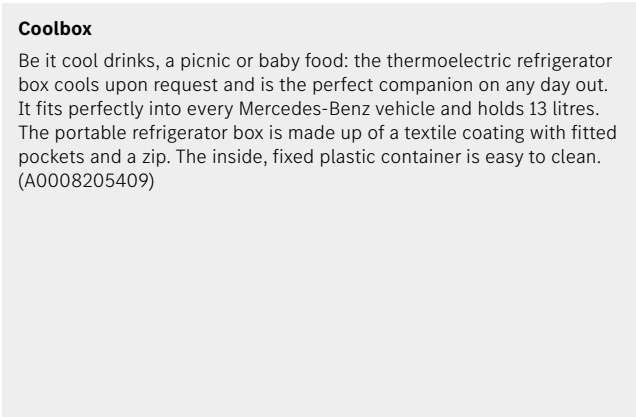 Coolbox
Be it cool drinks, a picnic or baby food: the thermoelectric refrigerator
box cools upon request and is the perfect companion on any day out.
It fits perfectly into every Mercedes-Benz vehicle and holds 13 litres.
The portable refrigerator box is made up of a textile coating with fitted
pockets and a zip. The inside, fixed plastic container is easy to clean.
(A0008205409)